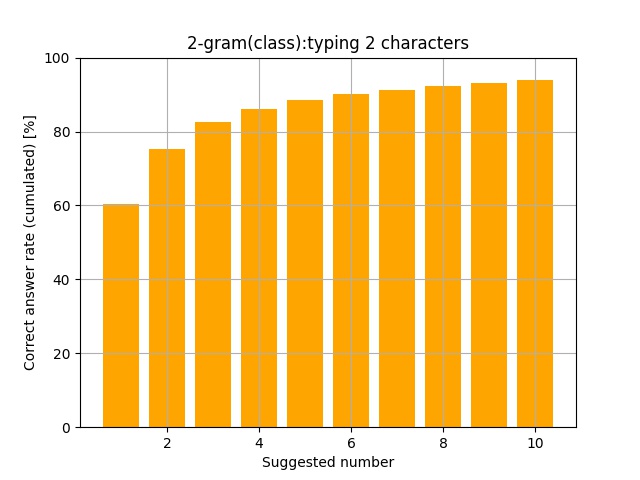 2-gram(class):typing 2 characters
Correct answer rate (cumulated) [%]
100
80
60
40
20
0
2 4 6 8 10
Suggested number